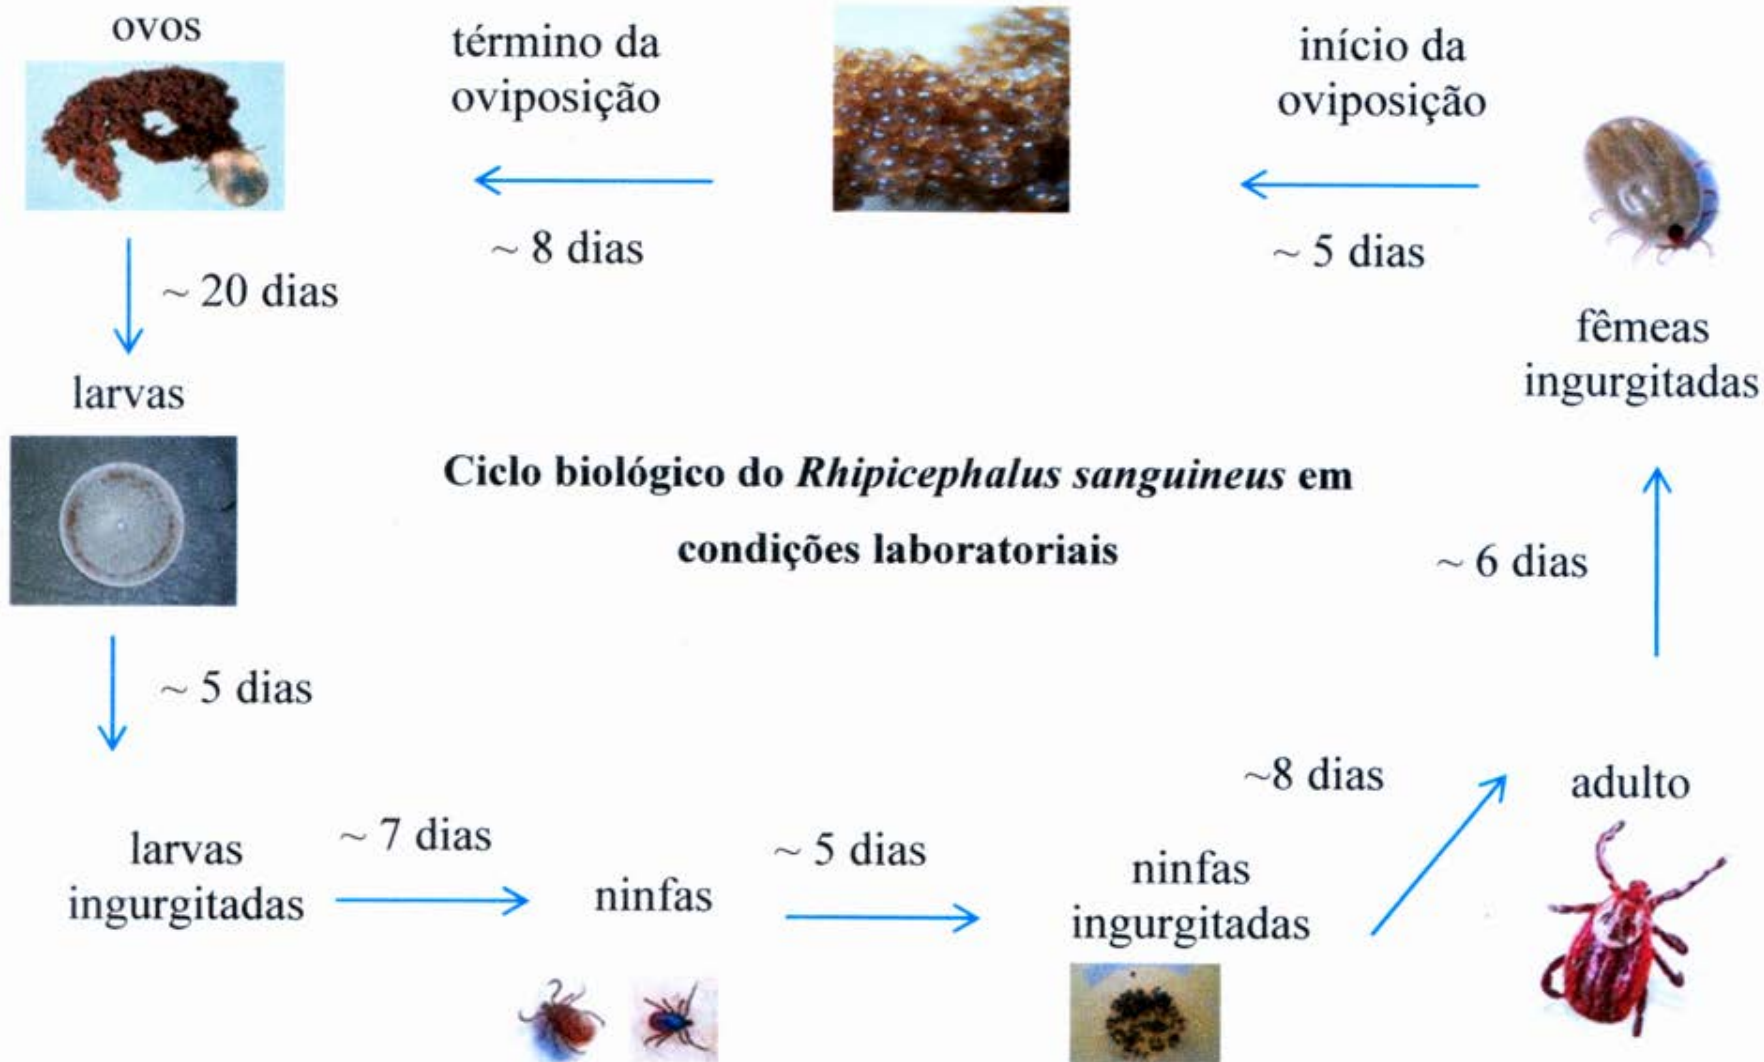 ovos
término da
oviposição
início da
oviposição
~ 8 dias
~ 5 dias
~ 20 dias
fêmeas
ingurgitadas
larvas
Ciclo biológico do Rhipicephalus sanguineus em
condições laboratoriais
~ 6 dias
~ 5 dias
~8 dias
adulto
larvas
ingurgitadas
~ 7 dias
ninfas
~ 5 dias
ninfas
ingurgitadas